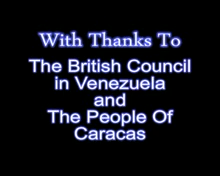 With Thanks To
The British Council
in Venezuela
and
The People Of
Caracas